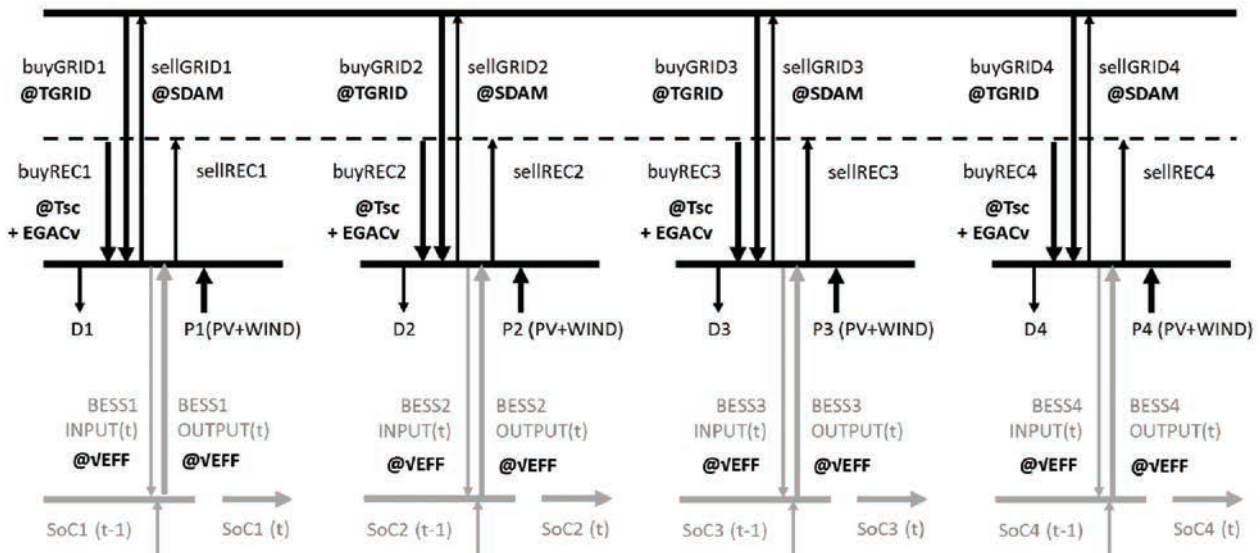 buyGRID1 sellGRID1 buyGRID2 sellGRID2 buyGRID3 sellGRID3 buyGRID4 sellGRID4
@TGRID @SDAM @TGRID @SDAM @TGRID @SDAM @TGRID @SDAM
buyREC1 sellREC1 buyREC2 sellREC2 buyREC3 sellREC3 buyREC4 sellREC4
@Tsc @Tsc @Tsc @Tsc
+ EGACv + EGACv + EGACv + EGACv
D1 P1(PV+WIND) D2 P2 (PV+WIND) D3 P3 (PV+WIND) D4 P4 (PV+WIND)
BESS1 BESS1 BESS2 BESS2 BESS3 BESS3 BESS4 BESS4
INPUT(t) OUTPUT(t) INPUT(t) OUTPUT(t) INPUT(t) OUTPUT(t) INPUT(t) OUTPUT(t)
@√EFF @√EFF @√EFF @√EFF @√EFF @√EFF @√EFF @√EFF
SoC1 (t-1) SoC1 (t) SoC2 (t-1) SoC2 (t) SoC3 (t-1) SoC3 (t) SoC4 (t-1) SoC4 (t)